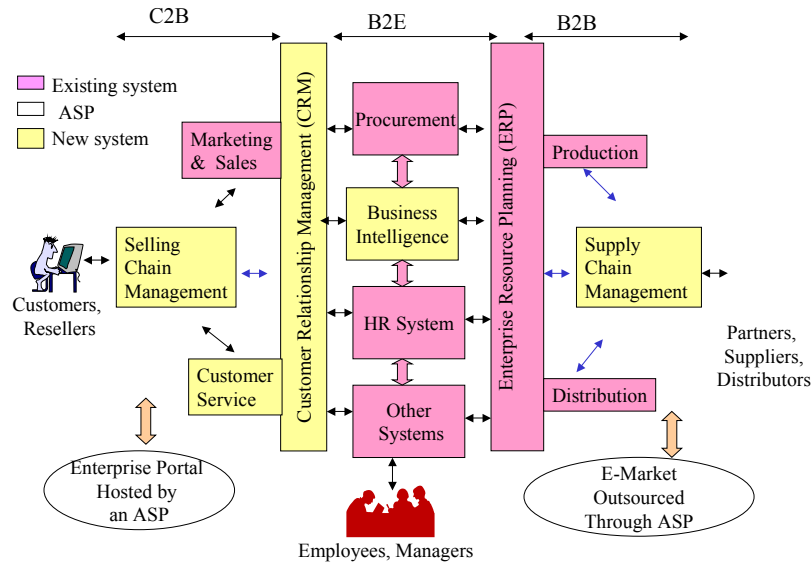 C2B
B2E
B2B
Existing system
ASP
New system
Marketing
& Sales
Selling
Chain
Management
Customers,
Resellers
Customer
Service
Enterprise Portal
Hosted by
an ASP
Customer Relationship Management (CRM)
Procurement
Business
Intelligence
HR System
Other
Systems
Employees, Managers
Enterprise Resource Planning (ERP)
Production
Supply
Chain
Management
Partners,
Suppliers,
Distributors
Distribution
E-Market
Outsourced
Through ASP